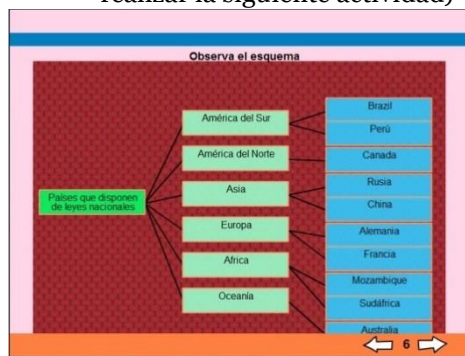 realizar la siguiente actividad)
Observa el esquema
Países que disponen
de leyes nacionales
América del Sur
América del Norte
Asia
Europa
Africa
Oceanía
Brazil
Perú
Canada
Rusia
China
Alemania
Francia
Mozambique
Sudáfrica
Australia
6